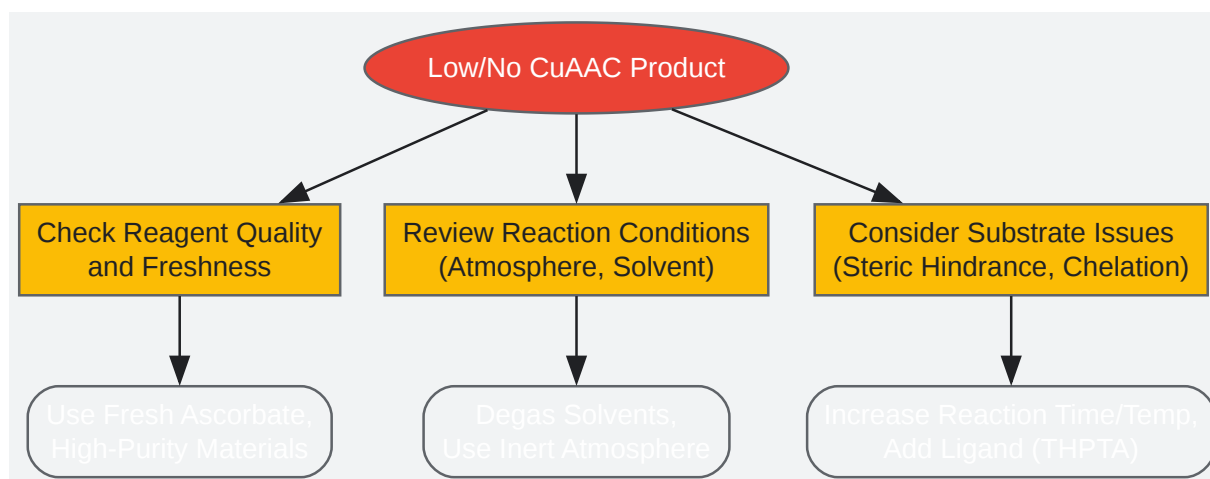 Low/No CuAAC Product
Check Reagent Quality
and Freshness
Review Reaction Conditions
(Atmosphere, Solvent)
Consider Substrate Issues
(Steric Hindrance, Chelation)
Use Fresh Ascorbate,
High-Purity Materials
Degas Solvents,
Use Inert Atmosphere
Increase Reaction Time/Temp,
Add Ligand (THPTA)